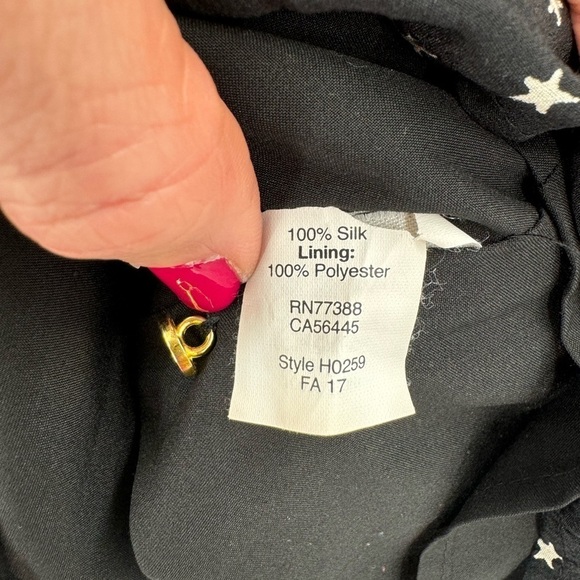 100% Silk
Lining:
100% Polyester
RN77388
CA56445
Style H0259
FA 17